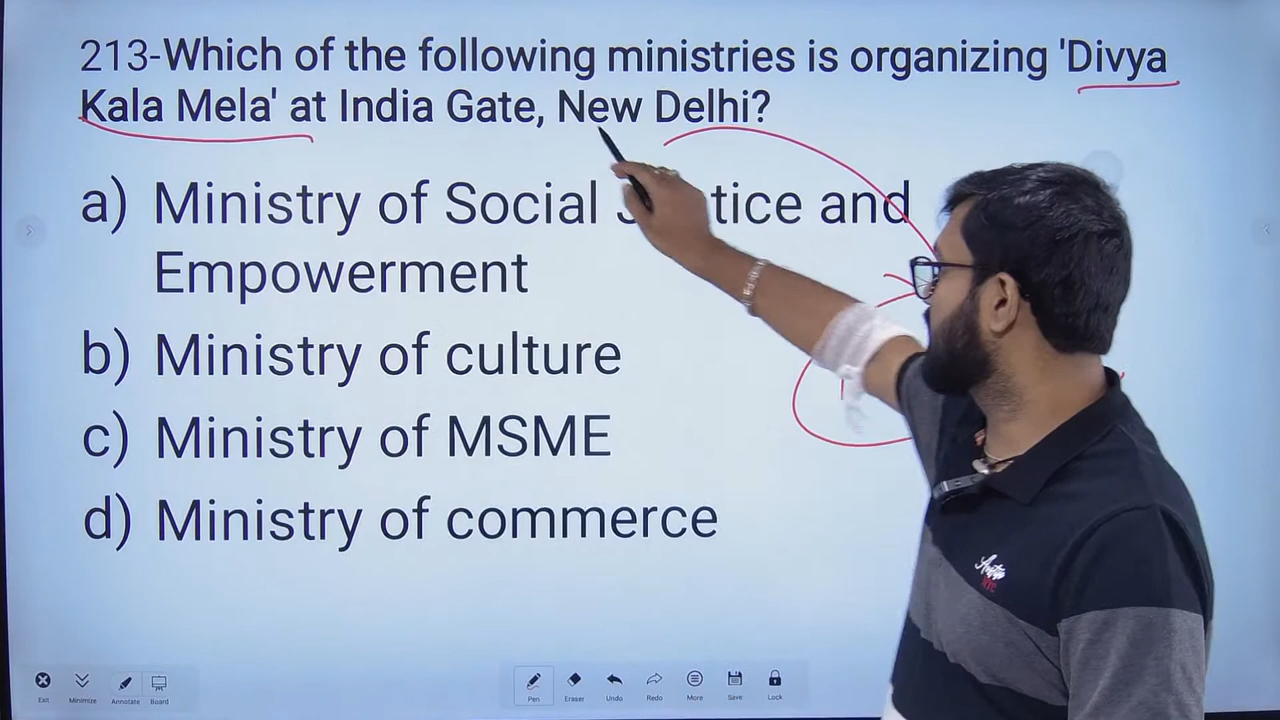 213-Which of the following ministries is organizing 'Divya
Kala Mela' at India Gate, New Delhi?
a) Ministry of Social tice and
Empowerment
b) Ministry of culture
c) Ministry of MSME
d) Ministry of commerce
Exit Minimize Annotate Board Pen Eraser Undo Redo More Save Lock